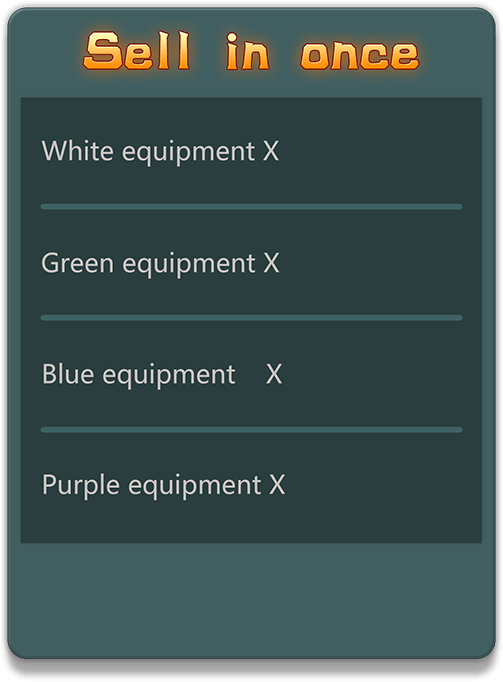 Sell in once
White equipment X
Green equipment X
Blue equipment X
Purple equipment X